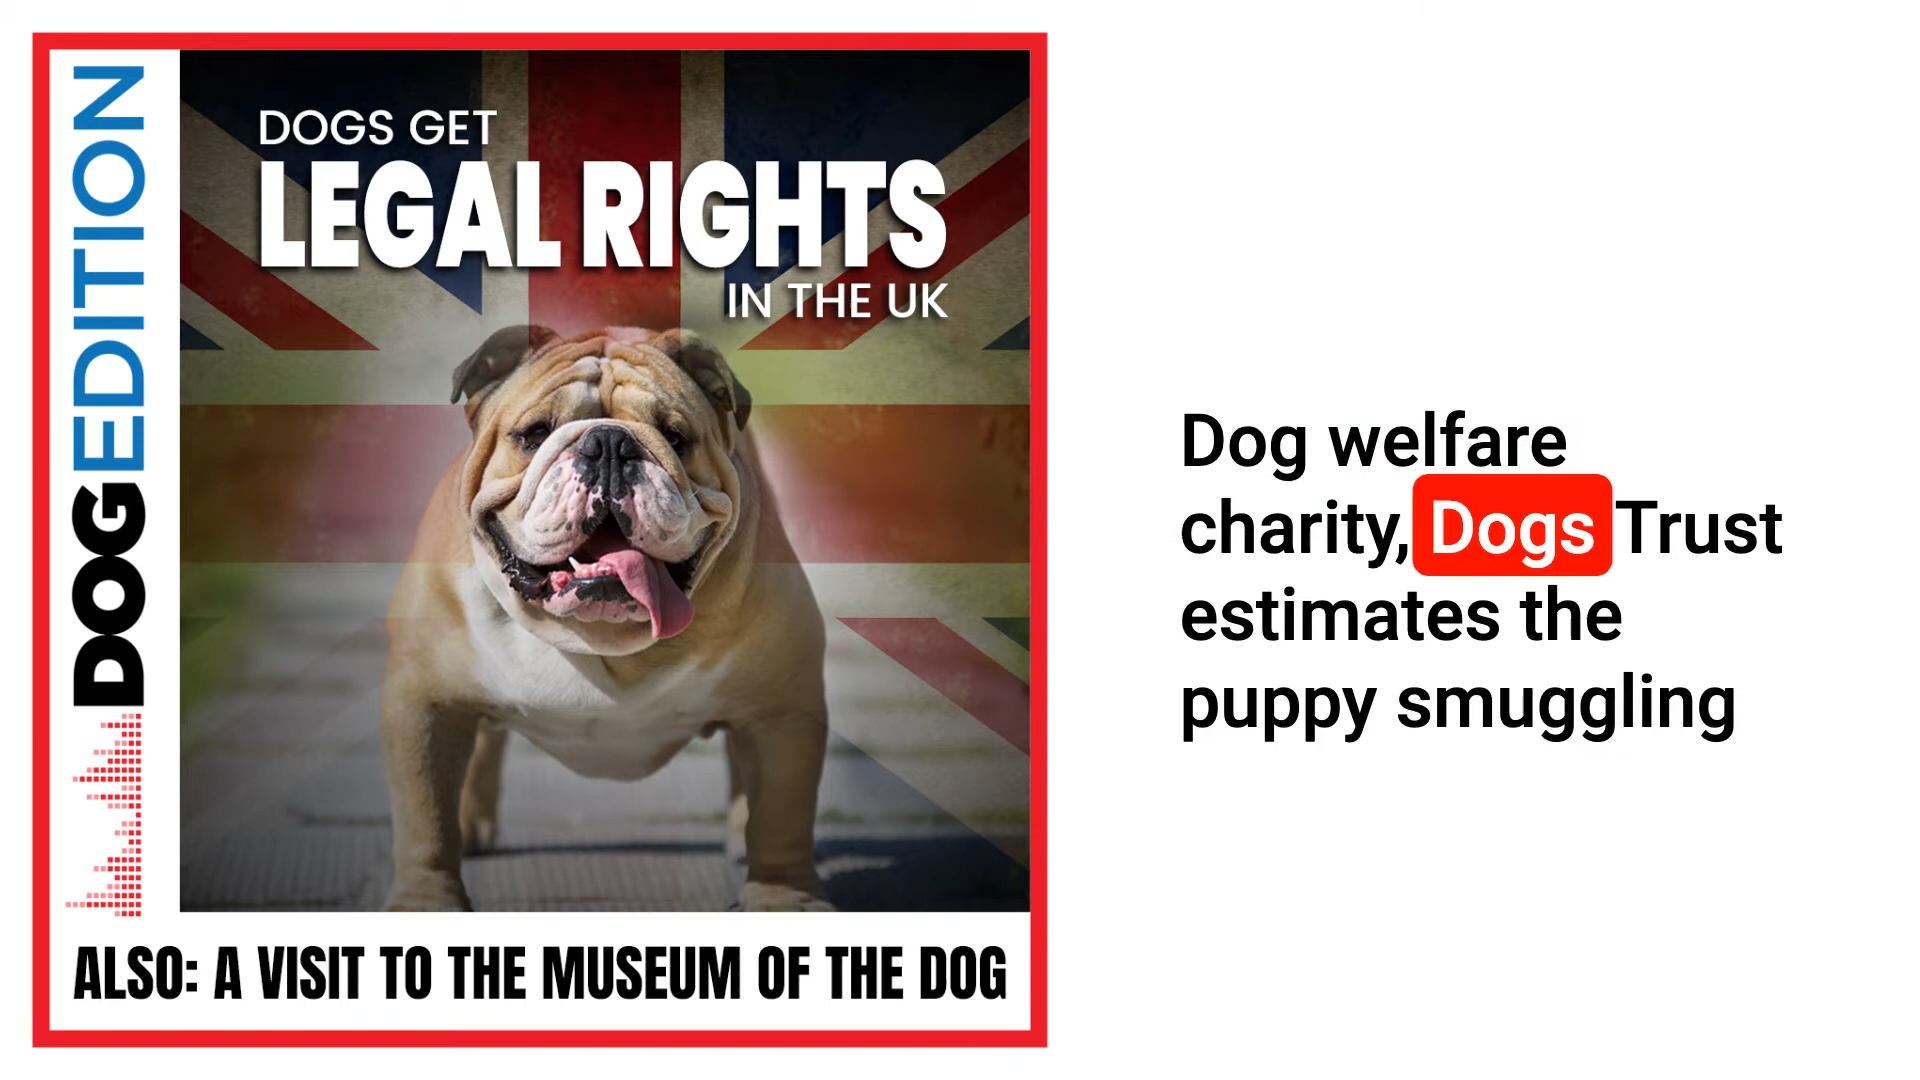 DOGEDITION
DOGS GET
LEGAL RIGHTS
IN THE UK
ALSO: A VISIT TO THE MUSEUM OF THE DOG
Dog welfare
charity, Dogs Trust
estimates the
puppy smuggling